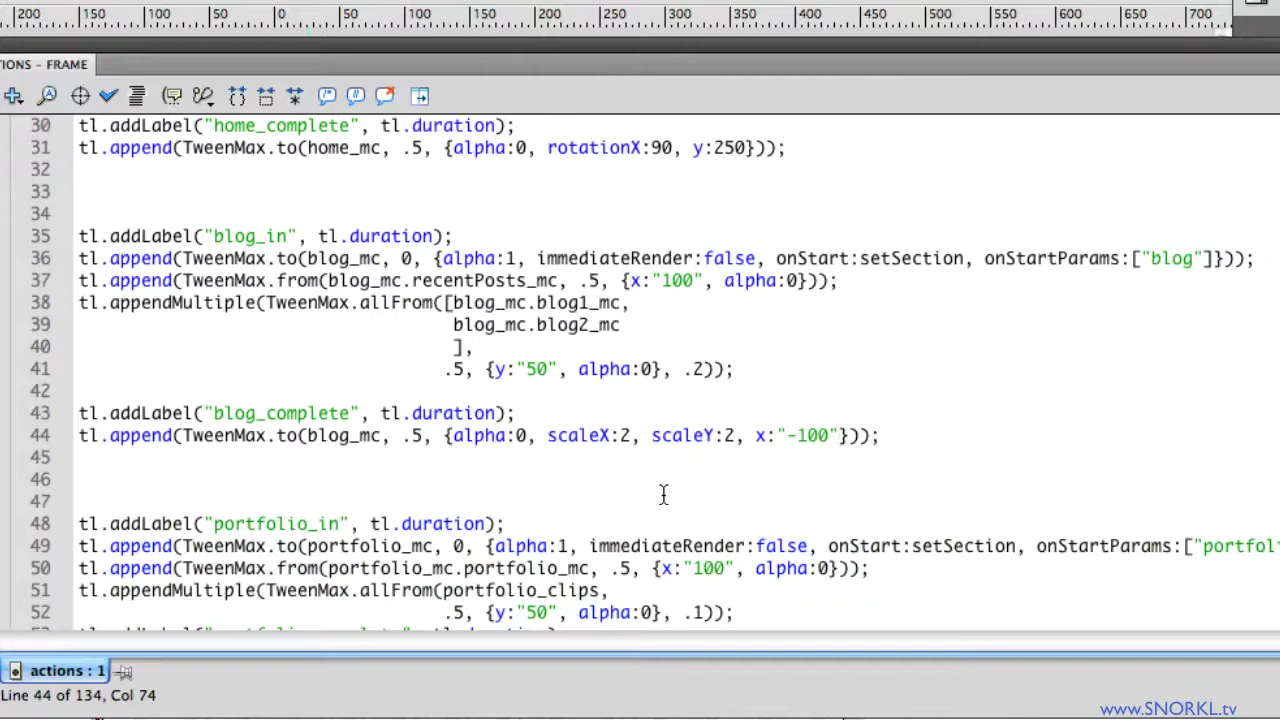 200 150 100 50 0 50 100 150 200 250 300 350 400 450 500 550 600 650 700
IONS - FRAME
30 tl.addLabel("home_complete", tl.duration);
31 tl.append(TweenMax.to(home_mc, .5, {alpha:0, rotationX:90, y:250}));
32
33
34
35 tl.addLabel("blog_in", tl.duration);
36 tl.append(TweenMax.to(blog_mc, 0, {alpha:1, immediateRender:false, onStart:setSection, onStartParams:["blog"]}));
37 tl.append(TweenMax.from(blog_mc.recentPosts_mc, .5, {x:"100", alpha:0}));
38 tl.appendMultiple(TweenMax.allFrom([blog_mc.blog1_mc,
39 blog_mc.blog2_mc
40 ],
41 .5, {y:"50", alpha:0}, .2));
42
43 tl.addLabel("blog_complete", tl.duration);
44 tl.append(TweenMax.to(blog_mc, .5, {alpha:0, scaleX:2, scaleY:2, x:"-100"}));
45
46
47
48 tl.addLabel("portfolio_in", tl.duration);
49 tl.append(TweenMax.to(portfolio_mc, 0, {alpha:1, immediateRender:false, onStart:setSection, onStartParams:["portfol
50 tl.append(TweenMax.from(portfolio_mc.portfolio_mc, .5, {x:"100", alpha:0}));
51 tl.appendMultiple(TweenMax.allFrom(portfolio_clips,
52 .5, {y:"50", alpha:0}, .1));
actions : 1
Line 44 of 134, Col 74
www.SNORKL.tv